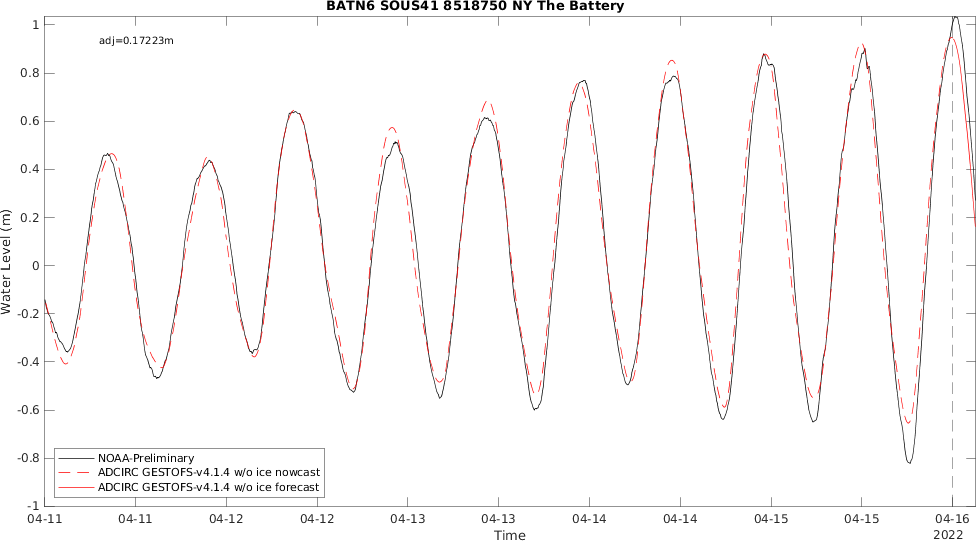 BATN6 SOUS41 8518750 NY The Battery
adj=0.17223m
1
0.8
0.6
0.4
0.2
0
-0.2
-0.4
-0.6
-0.8
-1
Water Level (m)
NOAA-Preliminary
ADCIRC GESTOFS-v4.1.4 w/o ice nowcast
ADCIRC GESTOFS-v4.1.4 w/o ice forecast
04-11 04-11 04-12 04-12 04-13 04-13 04-14 04-14 04-15 04-15 04-16
Time
2022